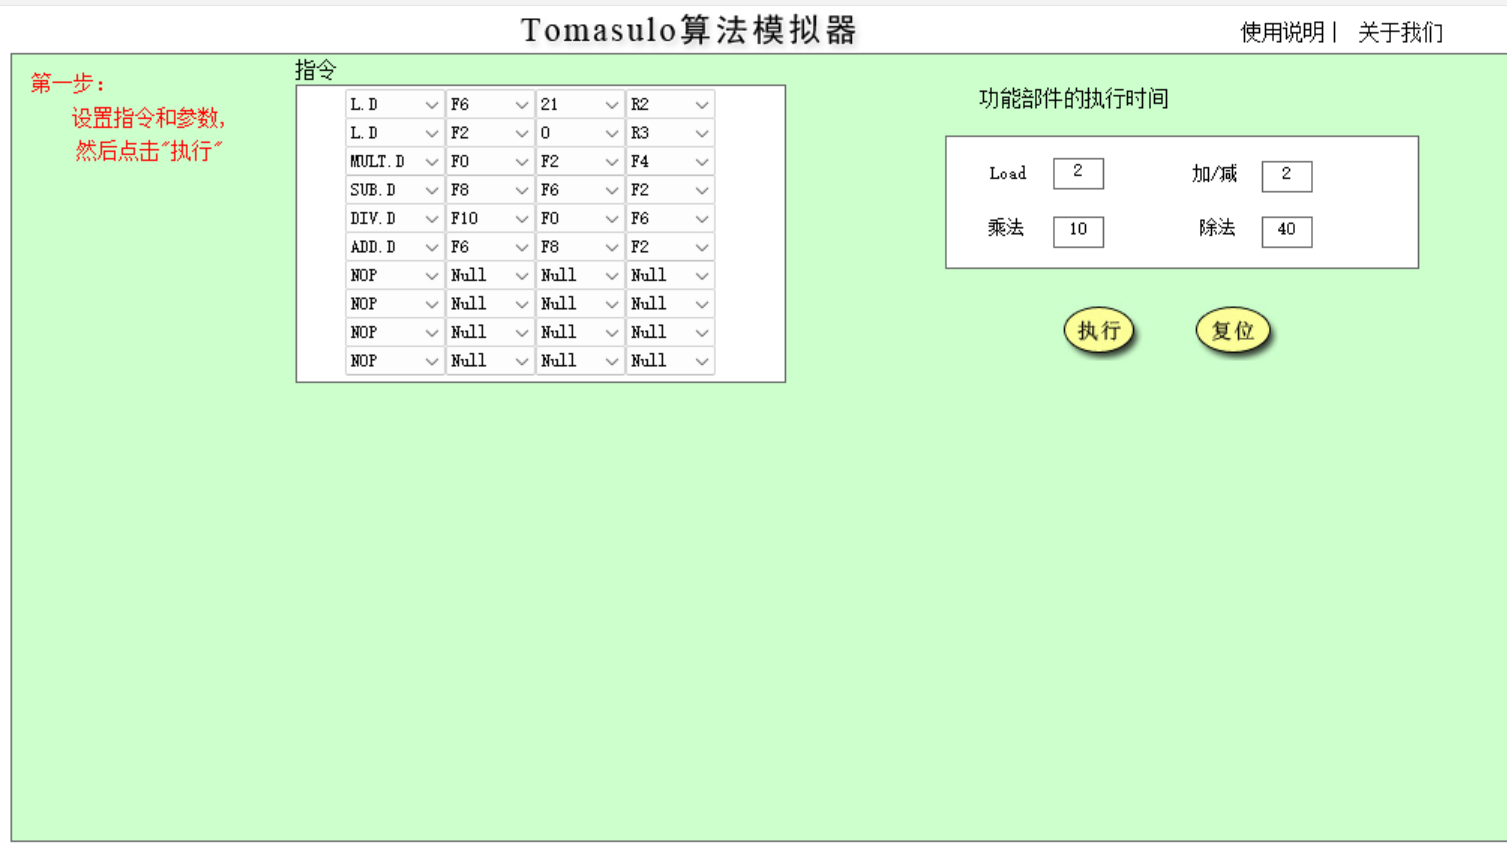 Tomasulo算法模拟器
使用说明| 关于我们
第一步：
设置指令和参数,
然后点击"执行"
指令
L.D F6 21 R2
L.D F2 0 R3
MULT.D F0 F2 F4
SUB.D F8 F6 F2
DIV.D F10 F0 F6
ADD.D F6 F8 F2
NOP Null Null Null
NOP Null Null Null
NOP Null Null Null
NOP Null Null Null
功能部件的执行时间
Load 2 加/减 2
乘法 10 除法 40
执行 复位